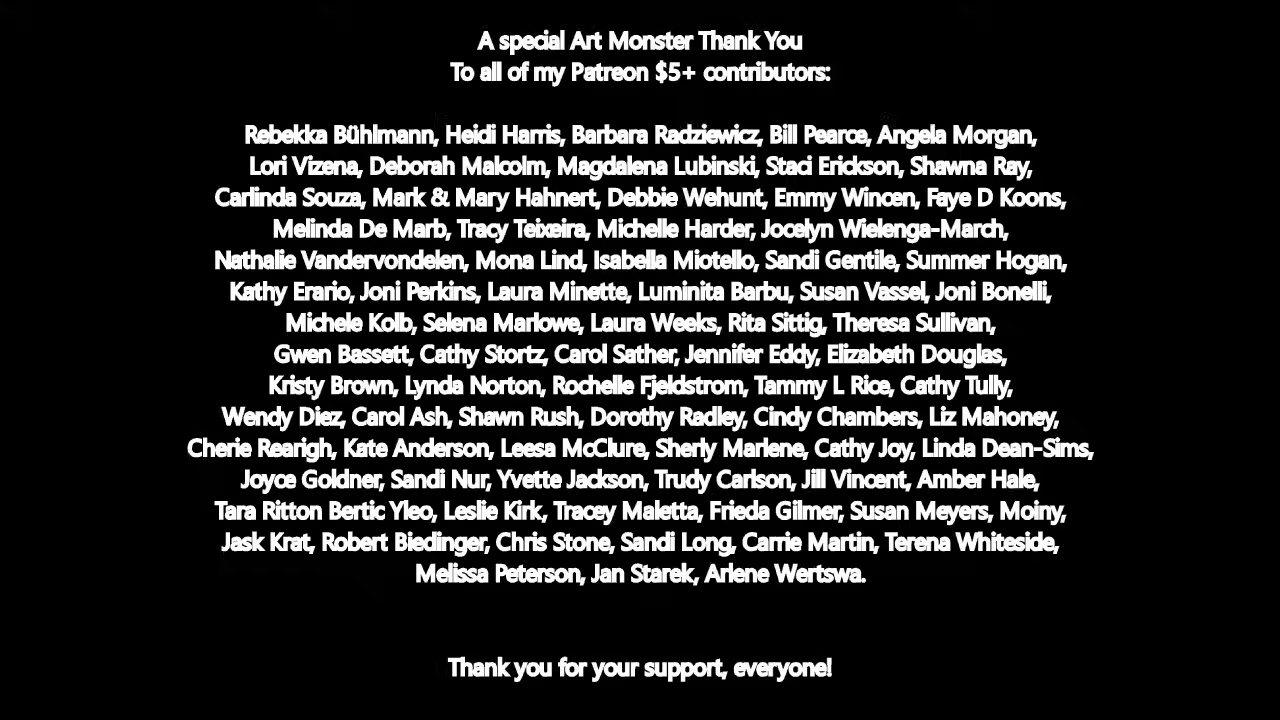 A special Art Monster Thank You
To all of my Patreon $5+ contributors:
Rebekka Bühlmann, Heidi Harris, Barbara Radziewicz, Bill Pearce, Angela Morgan,
Lori Vizena, Deborah Malcolm, Magdalena Lubinski, Staci Erickson, Shawna Ray,
Carlinda Souza, Mark & Mary Hahnert, Debbie Wehunt, Emmy Wincen, Faye D Koons,
Melinda De Marb, Tracy Teixeira, Michelle Harder, Jocelyn Wielenga-March,
Nathalie Vandervondelen, Mona Lind, Isabella Miotello, Sandi Gentile, Summer Hogan,
Kathy Erario, Joni Perkins, Laura Minette, Luminita Barbu, Susan Vassel, Joni Bonelli,
Michele Kolb, Selena Marlowe, Laura Weeks, Rita Sittig, Theresa Sullivan,
Gwen Bassett, Cathy Stortz, Carol Sather, Jennifer Eddy, Elizabeth Douglas,
Kristy Brown, Lynda Norton, Rochelle Fjeldstrom, Tammy L Rice, Cathy Tully,
Wendy Diez, Carol Ash, Shawn Rush, Dorothy Radley, Cindy Chambers, Liz Mahoney,
Cherie Rearigh, Kate Anderson, Leesa McClure, Sherly Marlene, Cathy Joy, Linda Dean-Sims,
Joyce Goldner, Sandi Nur, Yvette Jackson, Trudy Carlson, Jill Vincent, Amber Hale,
Tara Ritton Bertic Yleo, Leslie Kirk, Tracey Maletta, Frieda Gilmer, Susan Meyers, Moiny,
Jask Krat, Robert Biedinger, Chris Stone, Sandi Long, Carrie Martin, Terena Whiteside,
Melissa Peterson, Jan Starek, Arlene Wertswa.
Thank you for your support, everyone!